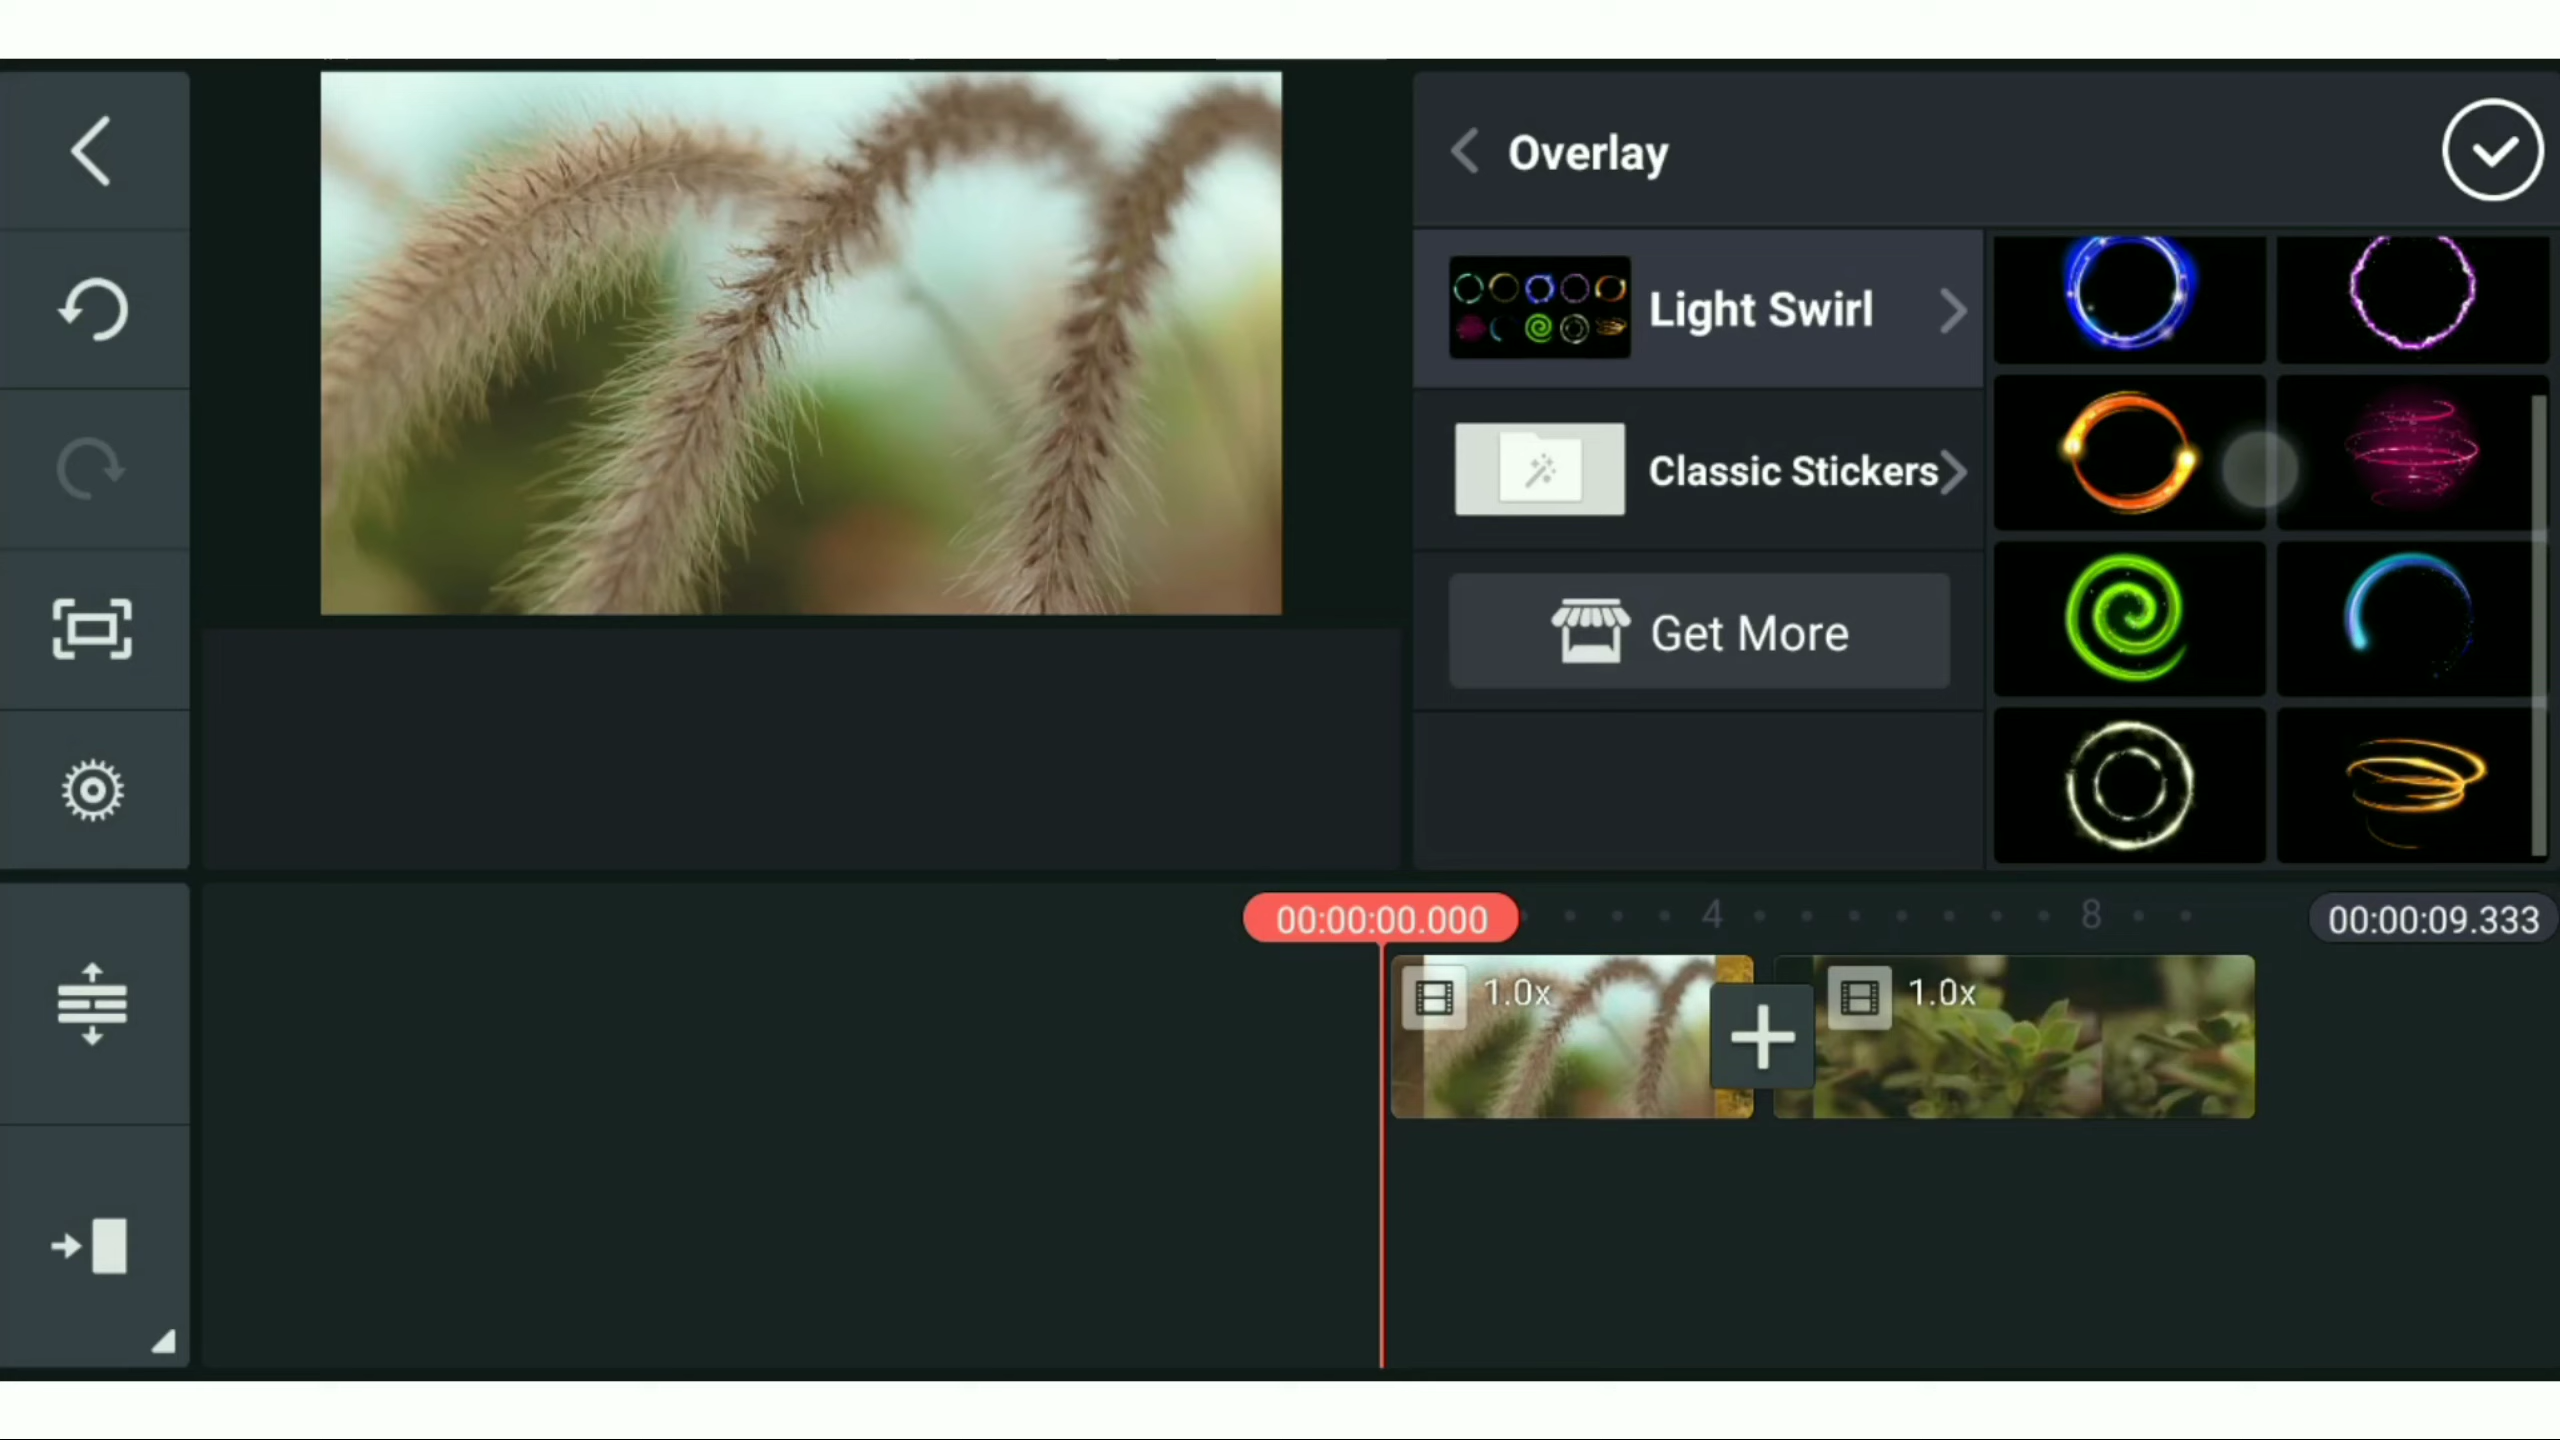 Overlay
Light Swirl
Classic Stickers
Get More
00:00:00.000
4
8
00:00:09.333
1.0x
1.0x